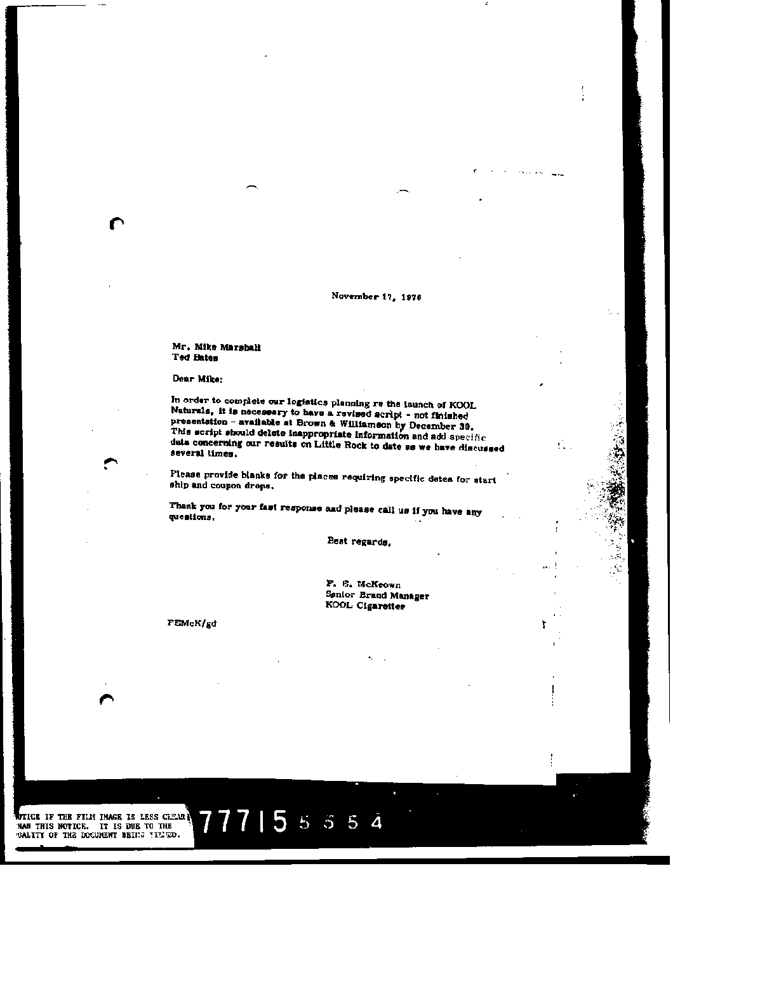 November 17, 1976
Mr. Mike Marshall
Ted Bates
Dear Mike:
In order to complete our logistics planning re the launch of KOOL
Naturals, it is necessary to have a revised script - not finished
presentation - available at Brown & Williamson by December 30.
This script should delete inappropriate information and add specific
data concerning our results on Little Rock to date as we have discussed
several times.
Please provide blanks for the places requiring specific dates for start
ship and coupon drops.
Thank you for your fast response and please call us if you have any
questions.
Best regards,
F. E. McKeown
Senior Brand Manager
KOOL Cigarettes
FEMcK/gd
OTICE IF THE FILM IMAGE IS LESS CLEAR
HAN THIS NOTICE. IT IS DUE TO THE
UALITY OF THE DOCUMENT BEING
777155554